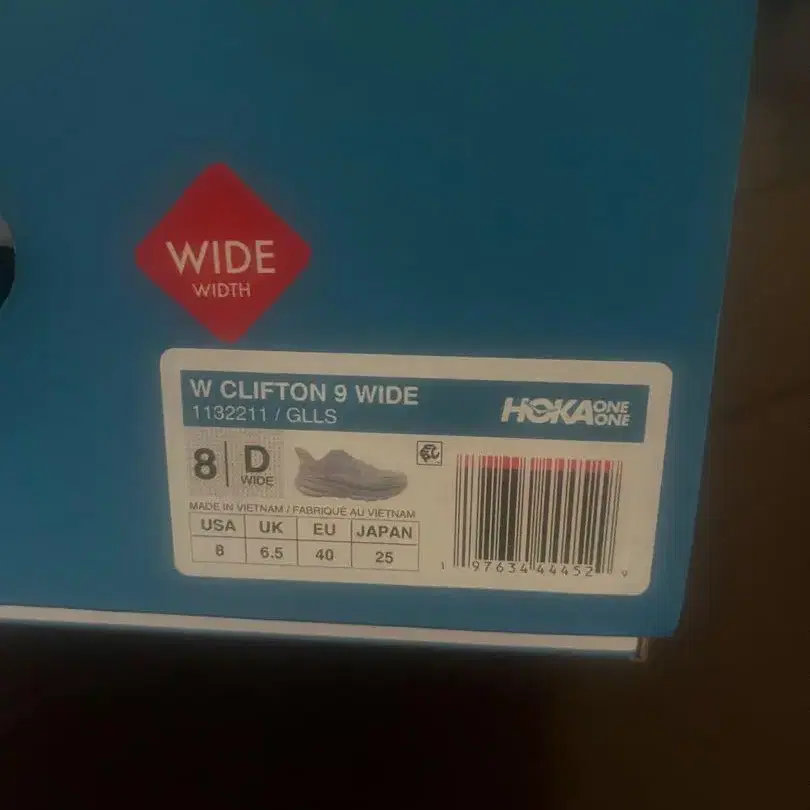 WIDE
WIDTH
W CLIFTON 9 WIDE
1132211 / GLLS
HOKA ONE ONE
8 D WIDE
MADE IN VIETNAM / FABRIQUÉ AU VIETNAM
USA UK EU JAPAN
8 6.5 40 25
1 97634 44452 9